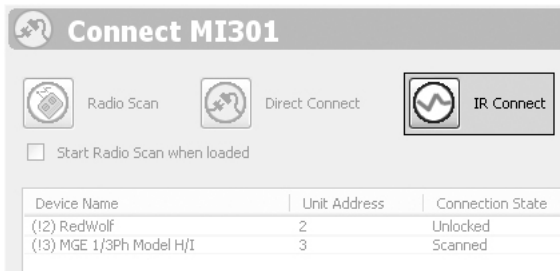 Connect MI301
Radio Scan Direct Connect IR Connect
Start Radio Scan when loaded
Device Name Unit Address Connection State
(!2) RedWolf 2 Unlocked
(!3) MGE 1/3Ph Model H/I 3 Scanned